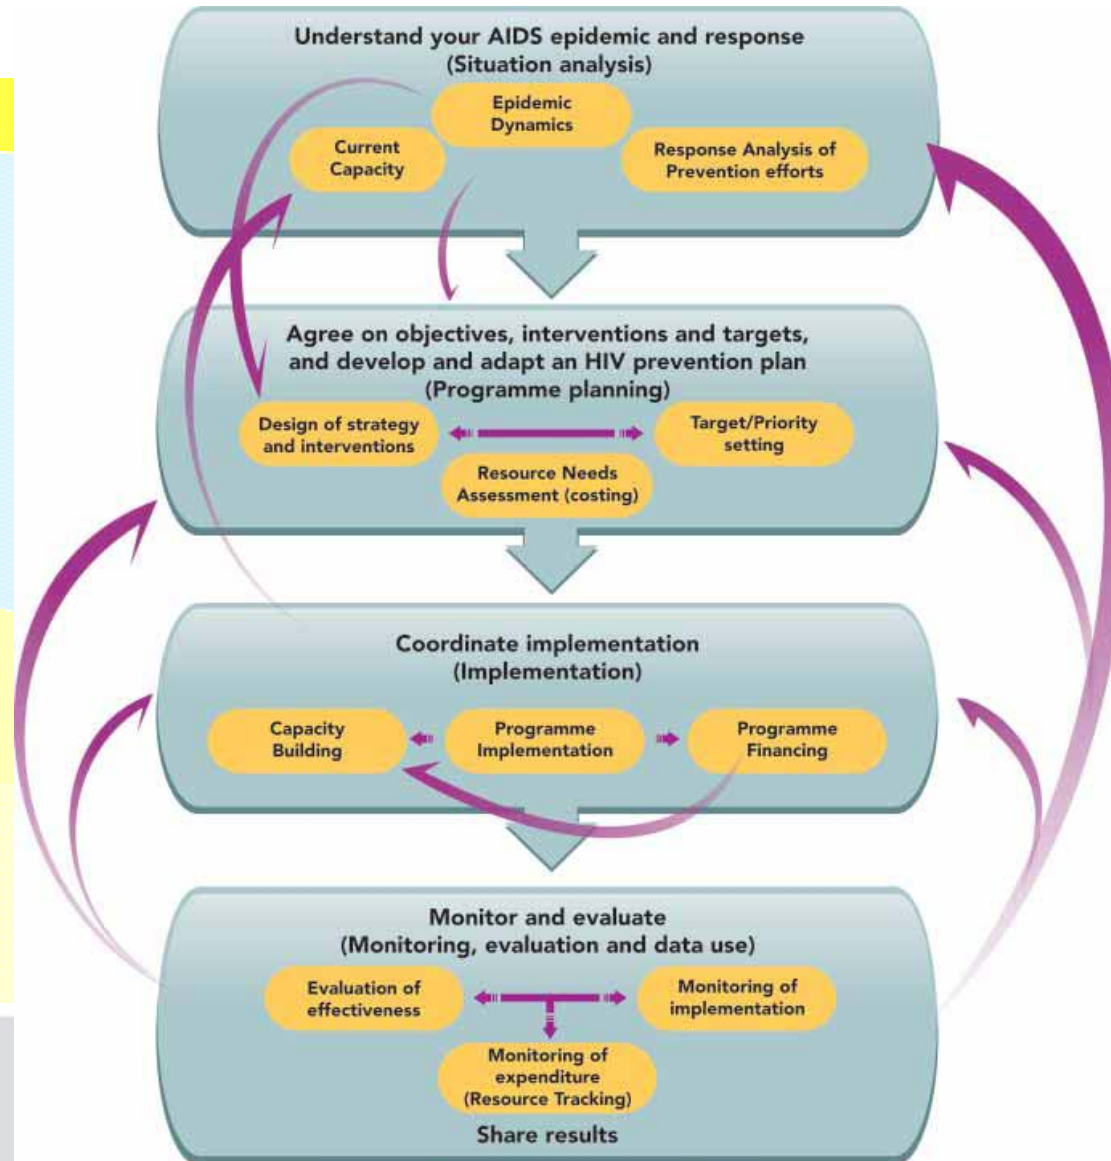 Understand your AIDS epidemic and response
(Situation analysis)
Epidemic
Dynamics
Current
Capacity
Response Analysis of
Prevention efforts
Agree on objectives, interventions and targets,
and develop and adapt an HIV prevention plan
(Programme planning)
Design of strategy
and interventions
Target/Priority
setting
Resource Needs
Assessment (costing)
Coordinate implementation
(Implementation)
Capacity
Building
Programme
Implementation
Programme
Financing
Monitor and evaluate
(Monitoring, evaluation and data use)
Evaluation of
effectiveness
Monitoring of
implementation
Monitoring of
expenditure
(Resource Tracking)
Share results